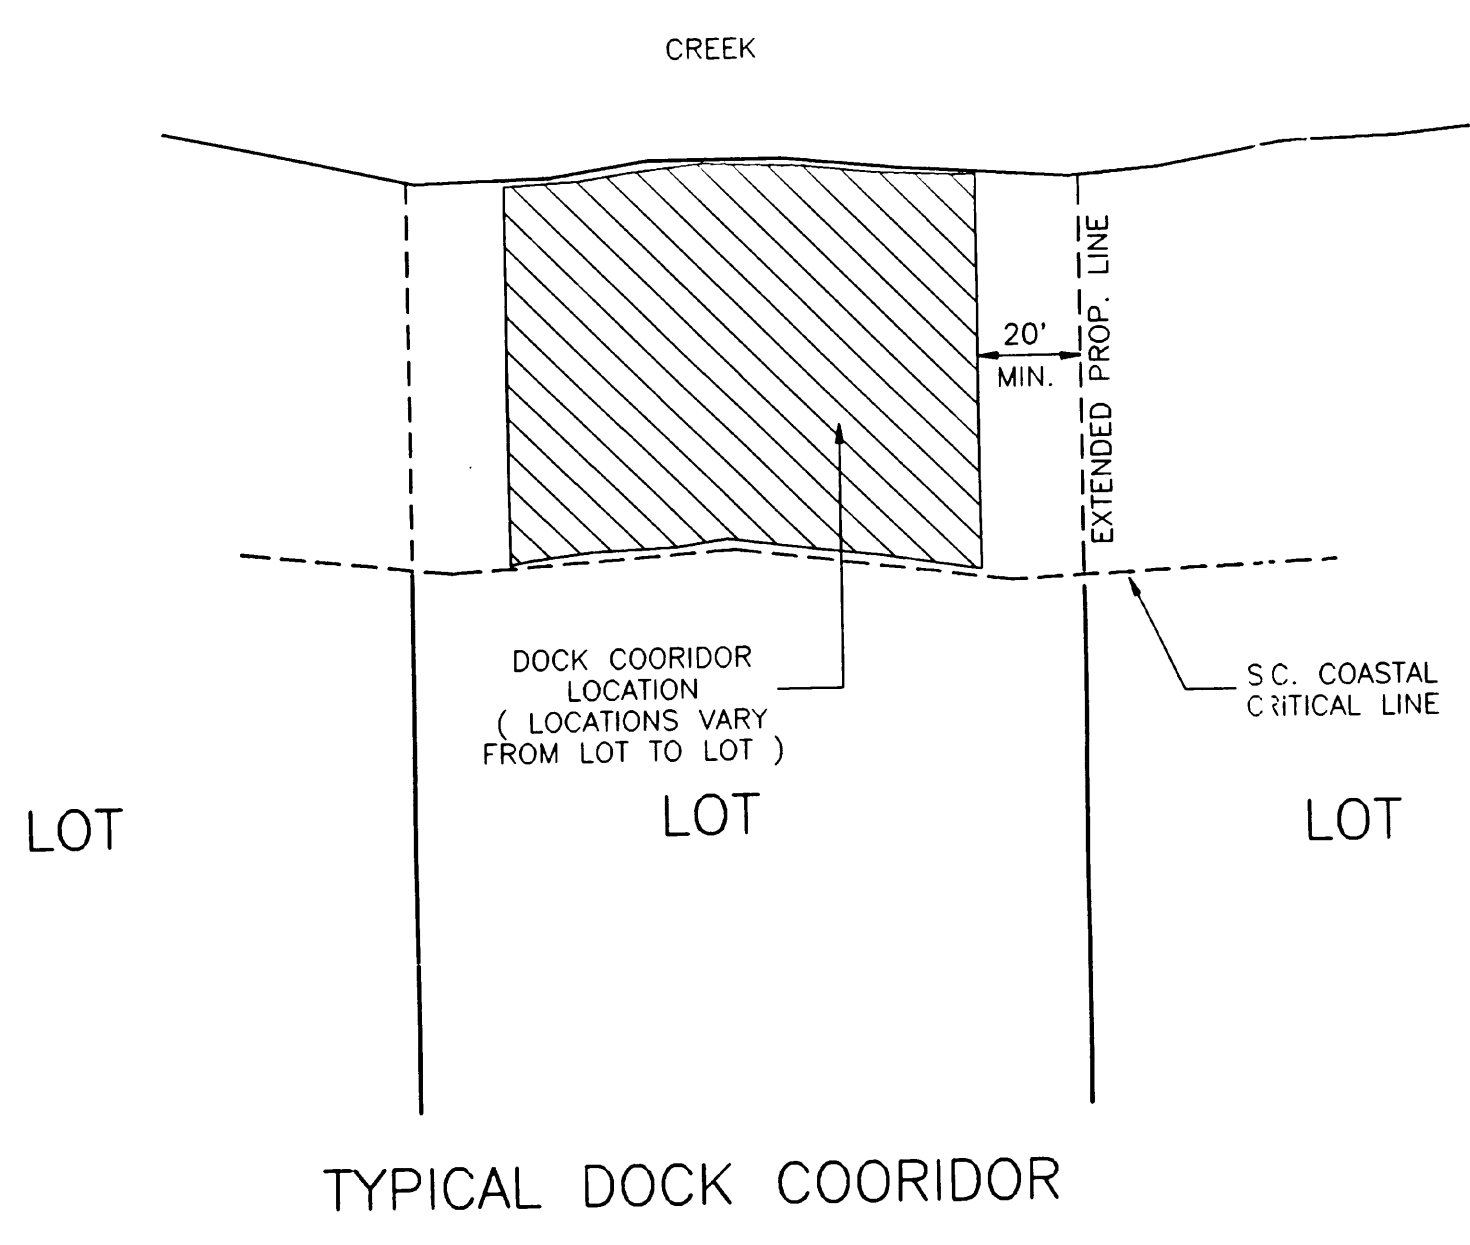 CREEK
20'
MIN.
EXTENDED PROP. LINE
DOCK COORIDOR
LOCATION
( LOCATIONS VARY
FROM LOT TO LOT )
S.C. COASTAL
CRITICAL LINE
LOT
LOT
LOT
TYPICAL DOCK COORIDOR